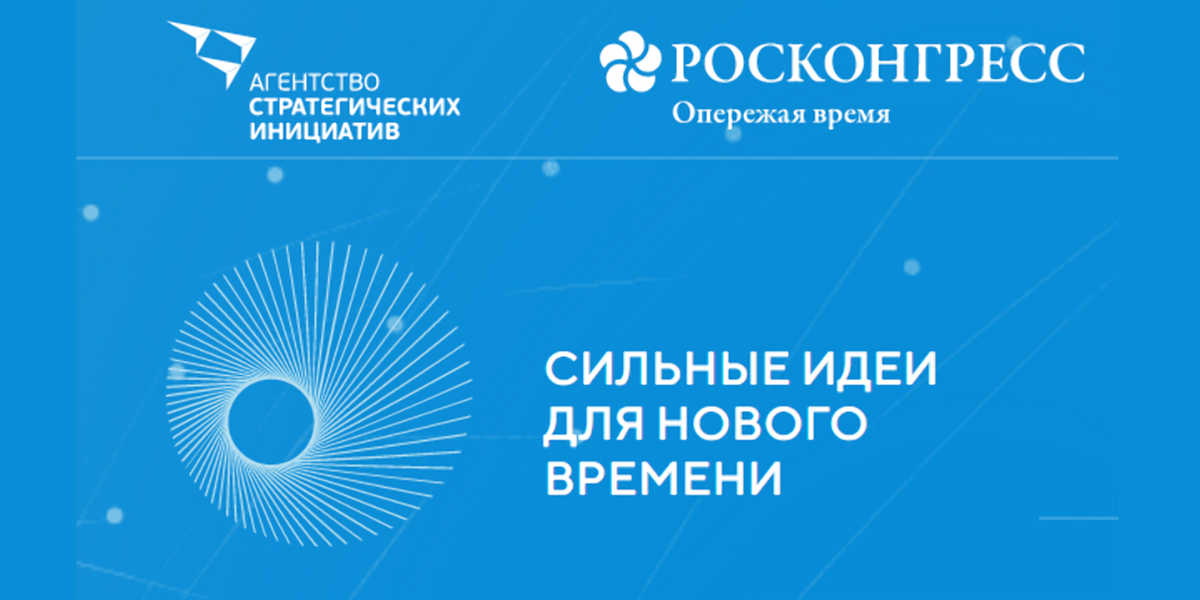 АГЕНТСТВО
СТРАТЕГИЧЕСКИХ
ИНИЦИАТИВ
РОСКОНГРЕСС
Опережая время
СИЛЬНЫЕ ИДЕИ
ДЛЯ НОВОГО
ВРЕМЕНИ